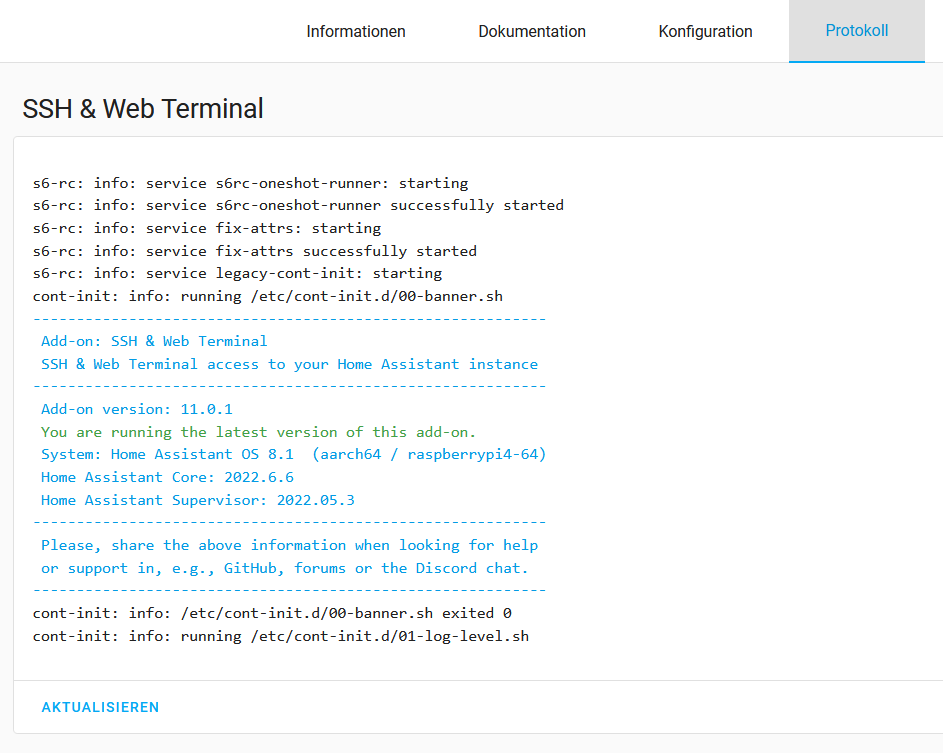 Informationen
Dokumentation
Konfiguration
Protokoll
SSH & Web Terminal
s6-rc: info: service s6rc-oneshot-runner: starting
s6-rc: info: service s6rc-oneshot-runner successfully started
s6-rc: info: service fix-attrs: starting
s6-rc: info: service fix-attrs successfully started
s6-rc: info: service legacy-cont-init: starting
cont-init: info: running /etc/cont-init.d/00-banner.sh
-----------------------------------------------------------
 Add-on: SSH & Web Terminal
 SSH & Web Terminal access to your Home Assistant instance
-----------------------------------------------------------
 Add-on version: 11.0.1
 You are running the latest version of this add-on.
 System: Home Assistant OS 8.1  (aarch64 / raspberrypi4-64)
 Home Assistant Core: 2022.6.6
 Home Assistant Supervisor: 2022.05.3
-----------------------------------------------------------
 Please, share the above information when looking for help
 or support in, e.g., GitHub, forums or the Discord chat.
-----------------------------------------------------------
cont-init: info: /etc/cont-init.d/00-banner.sh exited 0
cont-init: info: running /etc/cont-init.d/01-log-level.sh
AKTUALISIEREN